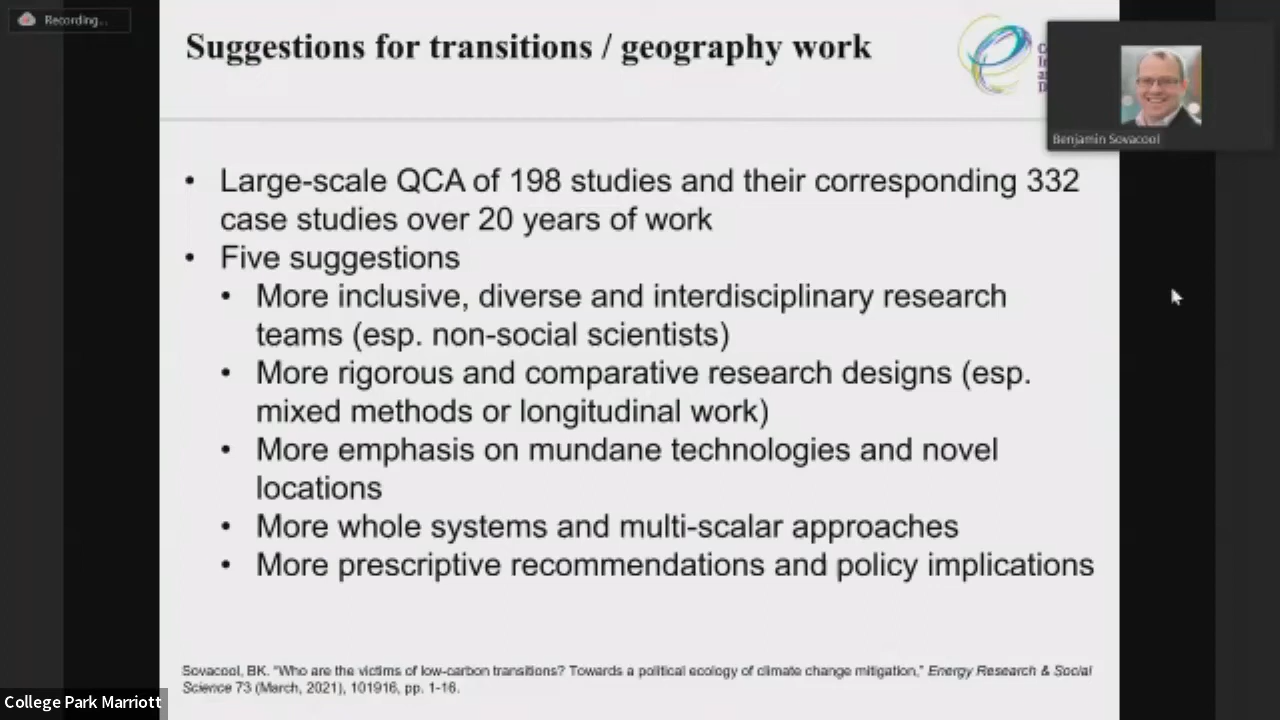 Recording...
Suggestions for transitions / geography work
Benjamin Sovacool
• Large-scale QCA of 198 studies and their corresponding 332
case studies over 20 years of work
• Five suggestions
• More inclusive, diverse and interdisciplinary research
teams (esp. non-social scientists)
• More rigorous and comparative research designs (esp.
mixed methods or longitudinal work)
• More emphasis on mundane technologies and novel
locations
• More whole systems and multi-scalar approaches
• More prescriptive recommendations and policy implications
Sovacool, BK. "Who are the victims of low-carbon transitions? Towards a political ecology of climate change mitigation," Energy Research & Social
Science 73 (March, 2021), 101916, pp. 1-16.
College Park Marriott